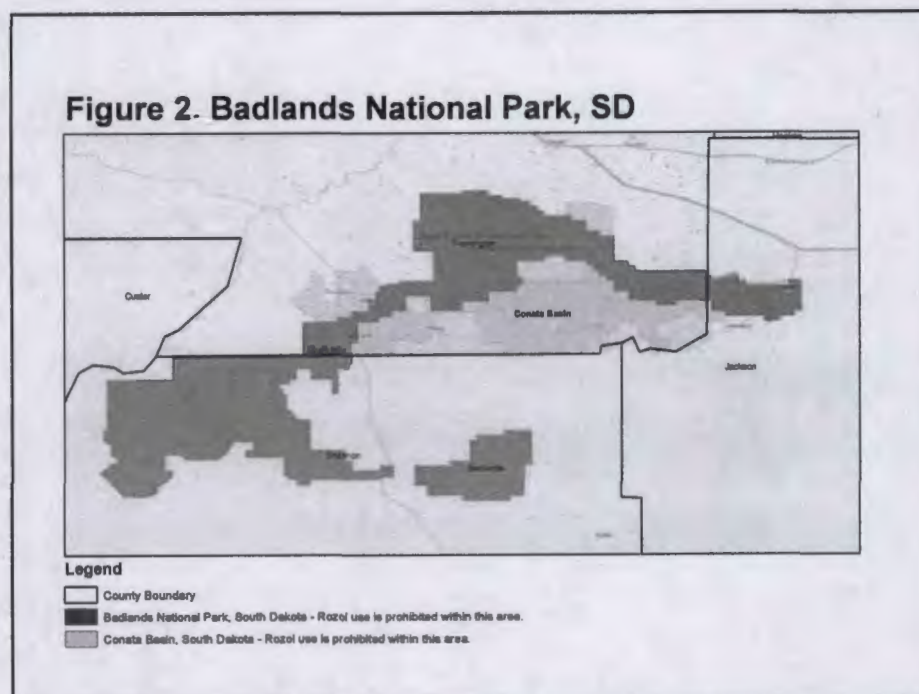 Figure 2. Badlands National Park, SD
Custer
Conata Basin
Jackson
Legend
County Boundary
Badlands National Park, South Dakota - Rozol use is prohibited within this area.
Conata Basin, South Dakota - Rozol use is prohibited within this area.